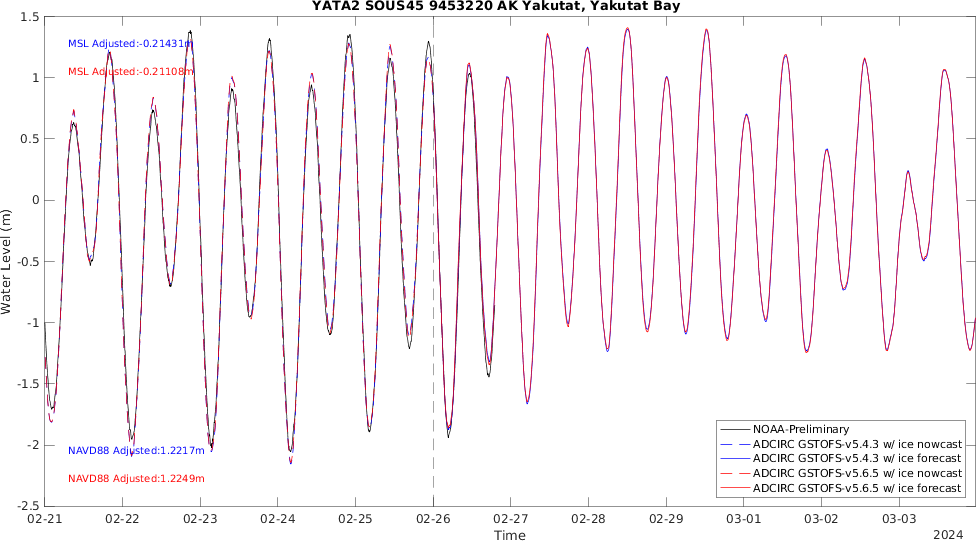 YATA2 SOUS45 9453220 AK Yakutat, Yakutat Bay
1.5
1
0.5
0
-0.5
-1
-1.5
-2
-2.5
Water Level (m)
MSL Adjusted:-0.21431m
MSL Adjusted:-0.21108m
NAVD88 Adjusted:1.2217m
NAVD88 Adjusted:1.2249m
NOAA-Preliminary
ADCIRC GSTOFS-v5.4.3 w/ ice nowcast
ADCIRC GSTOFS-v5.4.3 w/ ice forecast
ADCIRC GSTOFS-v5.6.5 w/ ice nowcast
ADCIRC GSTOFS-v5.6.5 w/ ice forecast
02-21 02-22 02-23 02-24 02-25 02-26 02-27 02-28 02-29 03-01 03-02 03-03
Time
2024